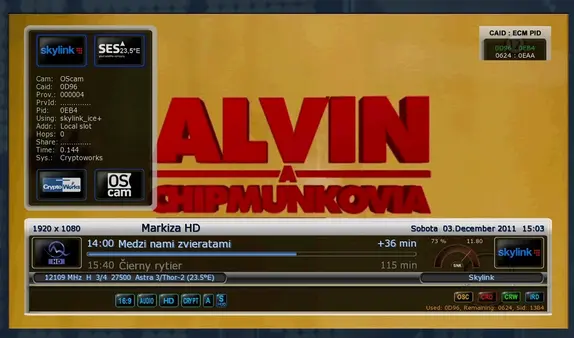 skylink
SES 23,5°E
CAID : ECM PID
0D96 : 0EB4
0624 : 0EAA
Cam: OScam
Caid: 0D96
Prov.: 000004
PrvId: ..............
Pid: 0EB4
Using: skylink_ice+
Addr.: Local slot
Hops: 0
Share: ..............
Time: 0.144
Sys.: Cryptoworks
CryptoWorks
OS cam
ALVIN
A
CHIPMUNKOVIA
1920 x 1080 Markiza HD Sobota 03.December 2011 15:03
14:00 Medzi nami zvieratami +36 min
15:40 Čierny rytier 115 min
73 % 11.80
skylink
12109 MHz H 3/4 27500 Astra 3/Thor-2 (23.5°E) Skylink
16:9 AUDIO HD CRYPT A S
OSC CRD CRW IRD
Used: 0D96, Remaining: 0624, Sid: 13B4